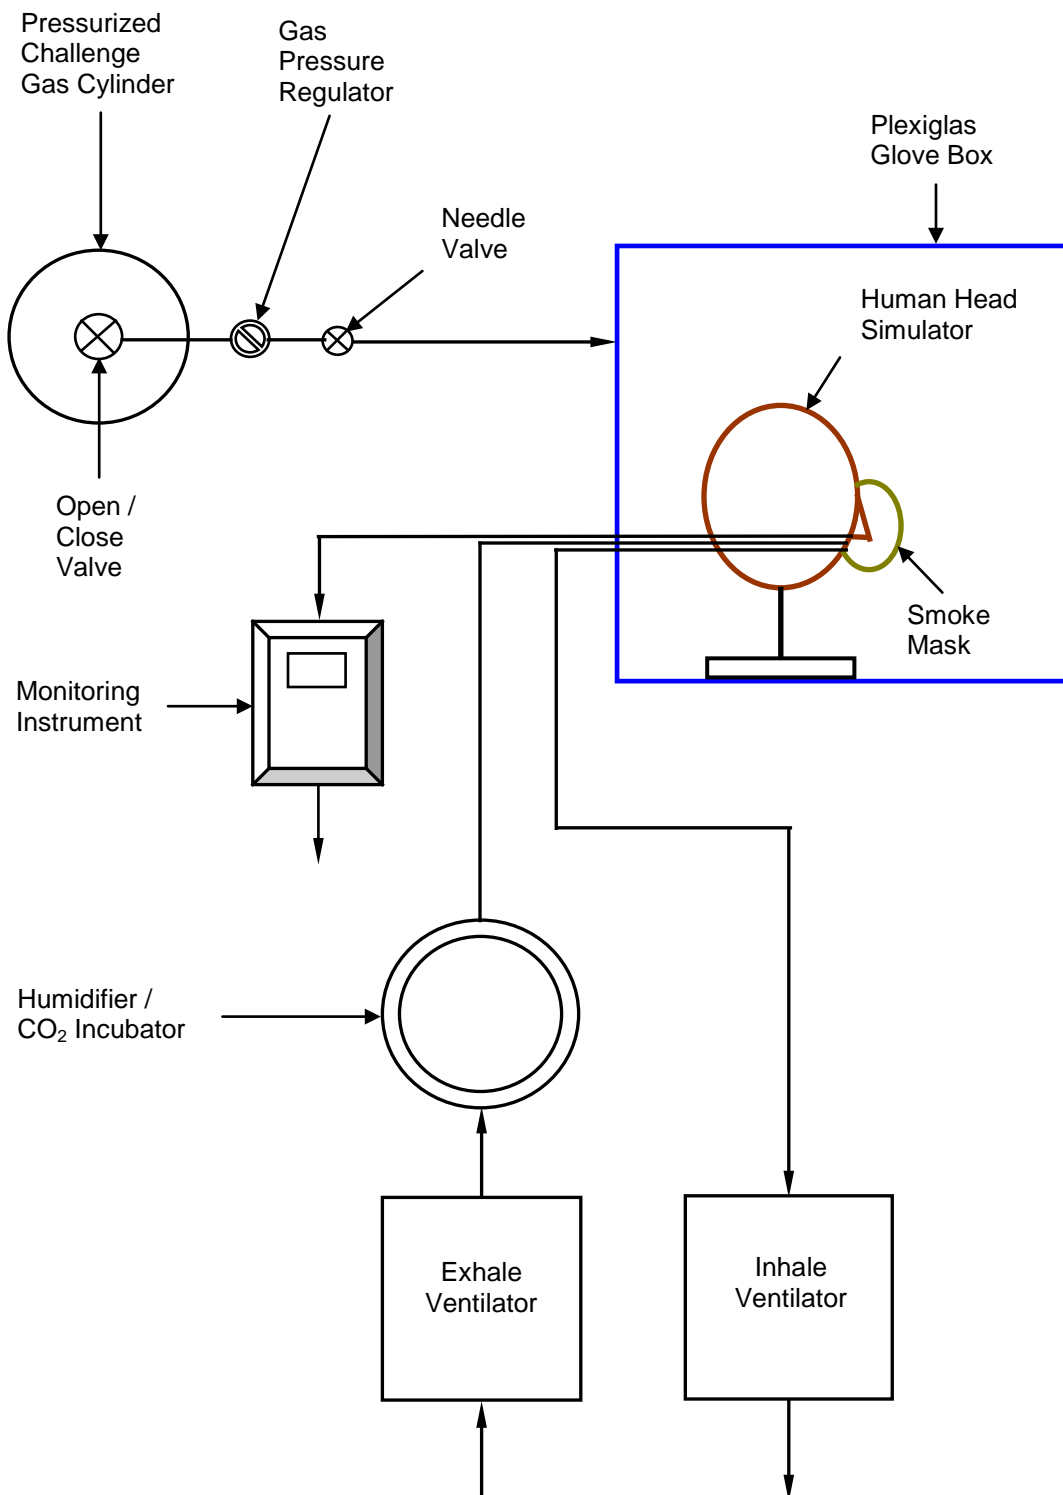 Pressurized
Challenge
Gas Cylinder
Gas
Pressure
Regulator
Plexiglas
Glove Box
Needle
Valve
Human Head
Simulator
Open /
Close
Valve
Smoke
Mask
Monitoring
Instrument
Humidifier /
CO₂ Incubator
Exhale
Ventilator
Inhale
Ventilator